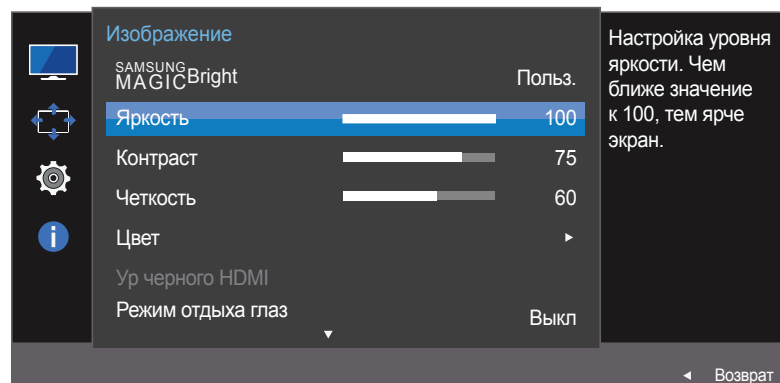 Изображение
SAMSUNG
MAGICBright Польз.
Яркость 100
Контраст 75
Четкость 60
Цвет
Ур черного HDMI
Режим отдыха глаз Выкл
Настройка уровня
яркости. Чем
ближе значение
к 100, тем ярче
экран.
Возврат